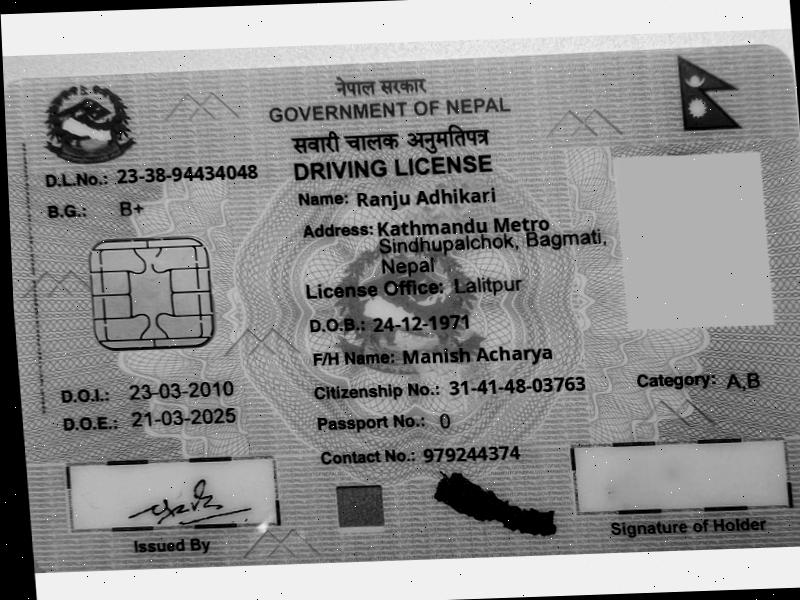 नेपाल सरकार
GOVERNMENT OF NEPAL
सवारी चालक अनुमतिपत्र
DRIVING LICENSE
D.L.No.: 23-38-94434048
B.G.: B+
Name: Ranju Adhikari
Address: Kathmandu Metro
Sindhupalchok, Bagmati,
Nepal
License Office: Lalitpur
D.O.B.: 24-12-1971
F/H Name: Manish Acharya
D.O.I.: 23-03-2010
Citizenship No.: 31-41-48-03763
Category: A,B
D.O.E.: 21-03-2025
Passport No.: 0
Contact No.: 979244374
Issued By
Signature of Holder